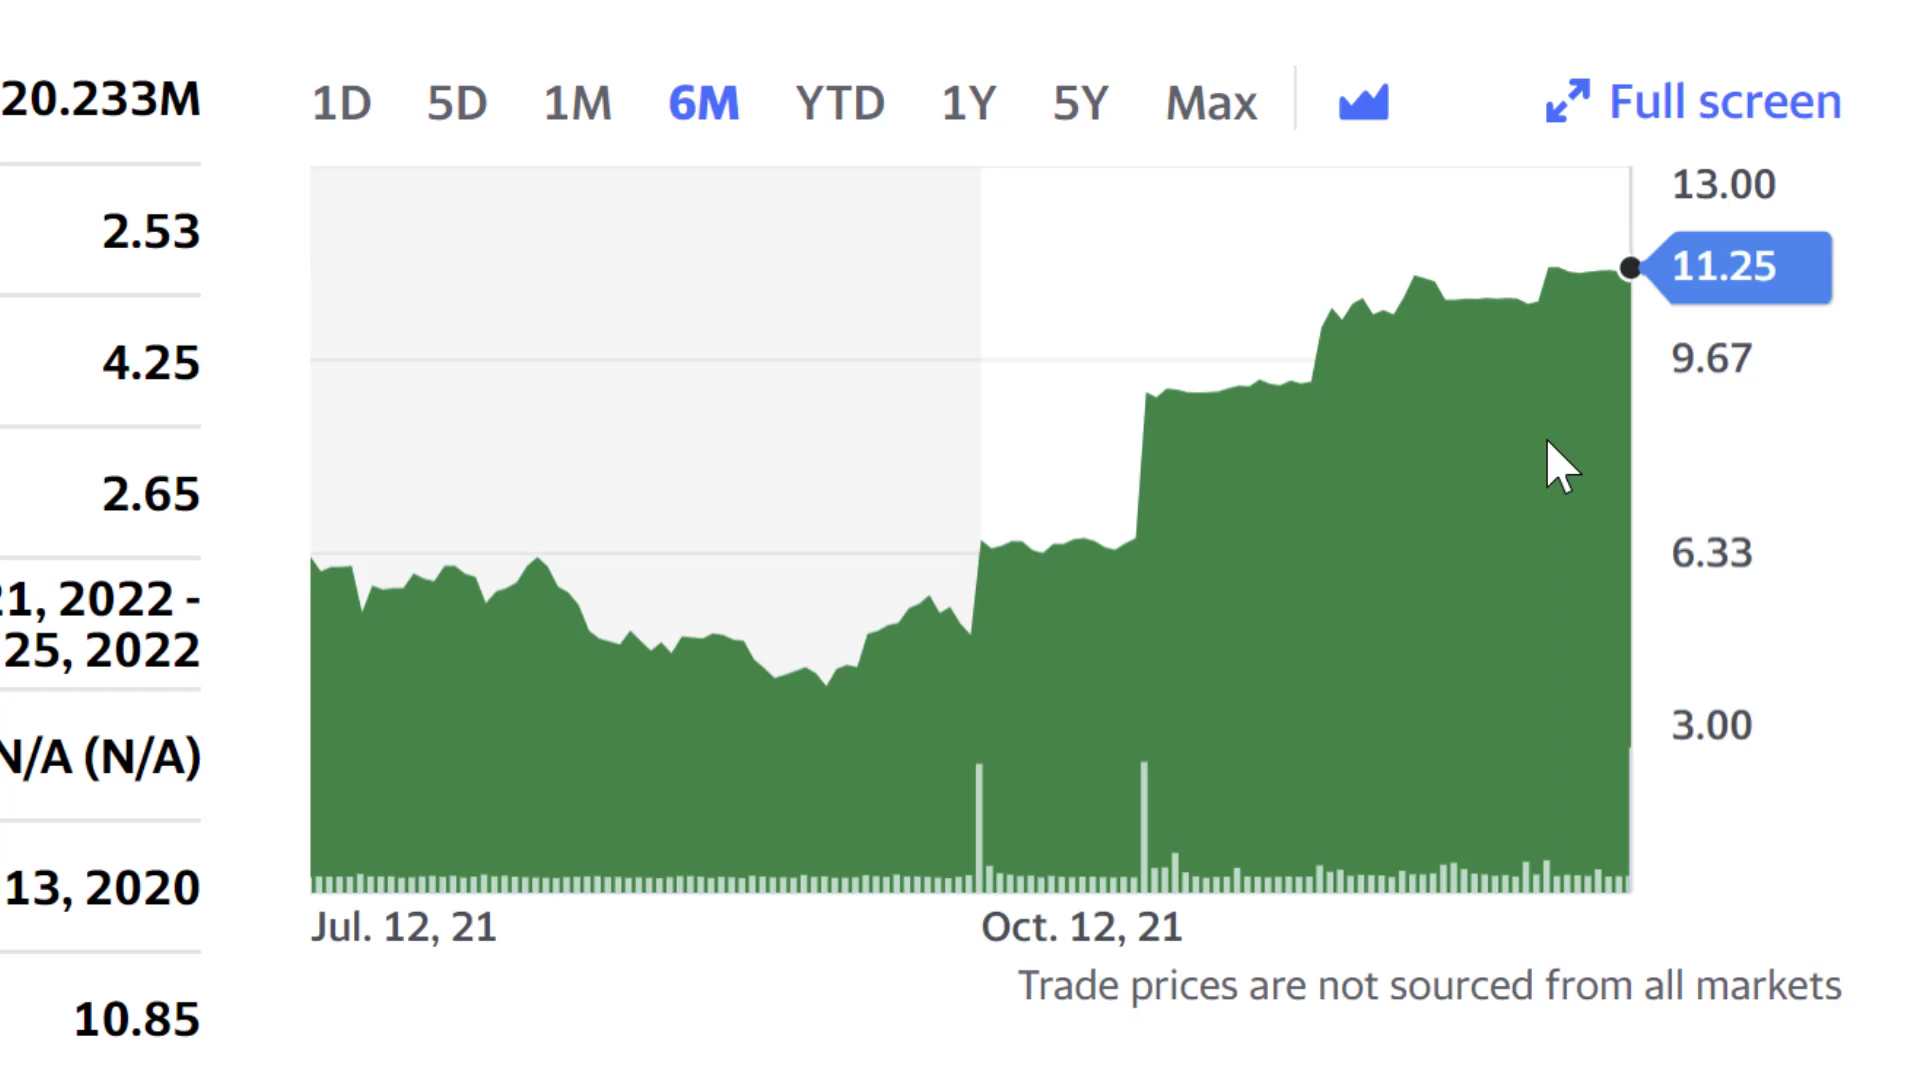 20.233M
2.53
4.25
2.65
21, 2022 -
25, 2022
N/A (N/A)
13, 2020
10.85
1D 5D 1M 6M YTD 1Y 5Y Max Full screen
13.00
11.25
9.67
6.33
3.00
Jul. 12, 21 Oct. 12, 21
Trade prices are not sourced from all markets